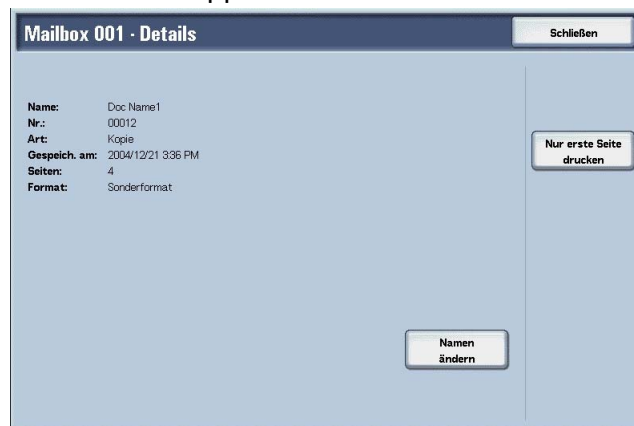 Mailbox 001 - Details
Schließen
Name: Doc Name1
Nr.: 00012
Art: Kopie
Gespeich. am: 2004/12/21 3:36 PM
Seiten: 4
Format: Sonderformat
Nur erste Seite
drucken
Namen
ändern